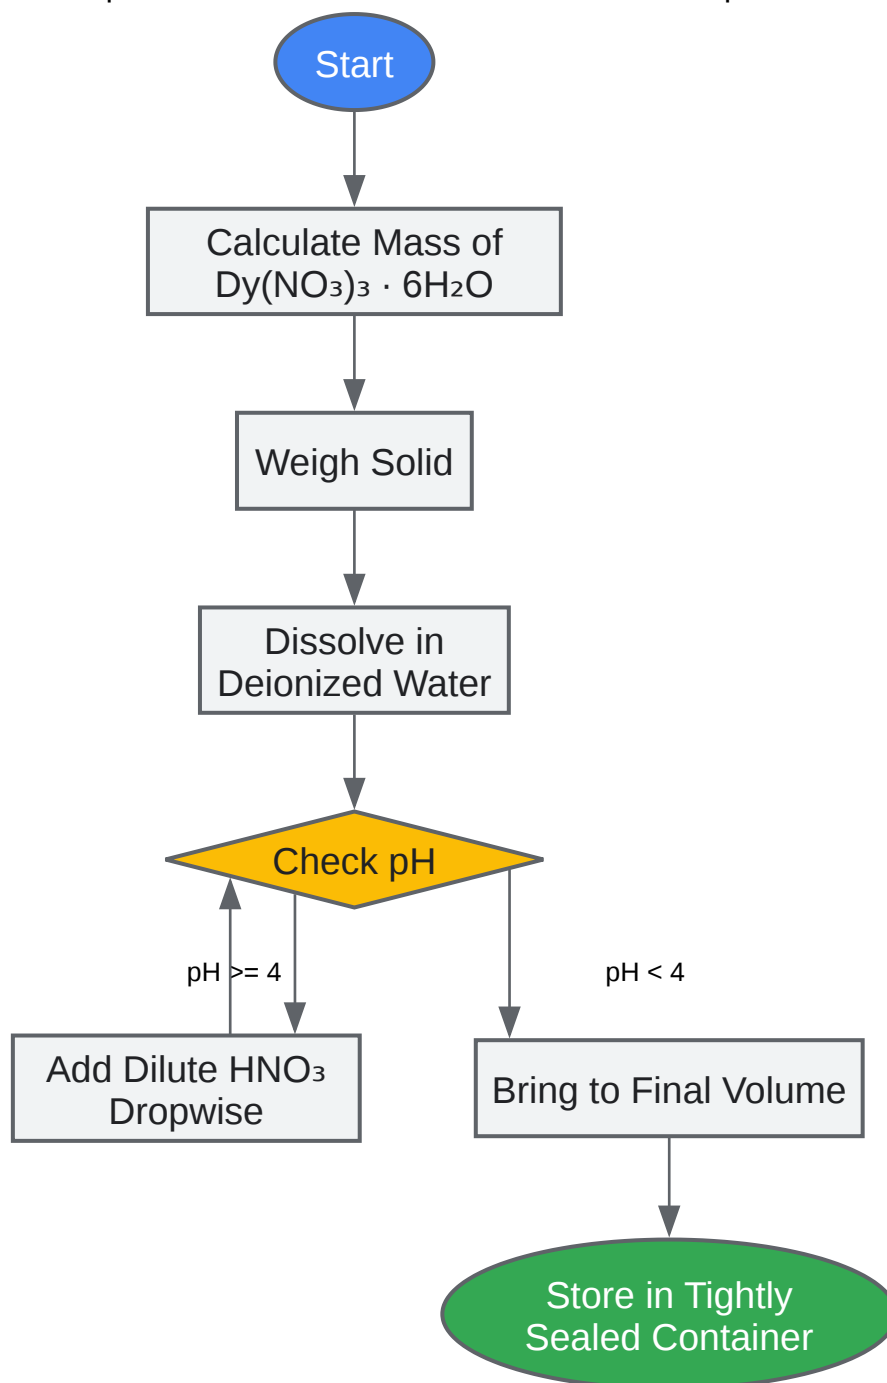 Start
Calculate Mass of
Dy(NO₃)₃ · 6H₂O
Weigh Solid
Dissolve in
Deionized Water
Check pH
pH >= 4
pH < 4
Add Dilute HNO₃
Dropwise
Bring to Final Volume
Store in Tightly
Sealed Container